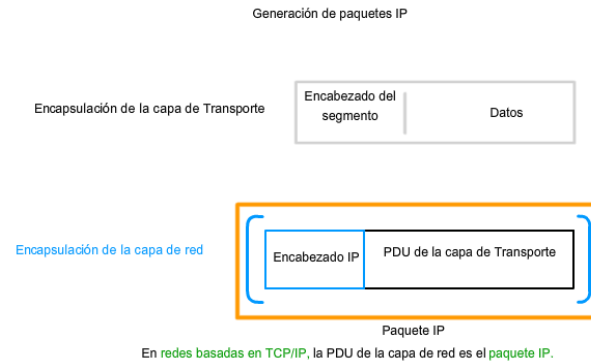 Generación de paquetes IP
Encapsulación de la capa de Transporte
Encabezado del
segmento
Datos
Encapsulación de la capa de red
Encabezado IP
PDU de la capa de Transporte
Paquete IP
En redes basadas en TCP/IP, la PDU de la capa de red es el paquete IP.